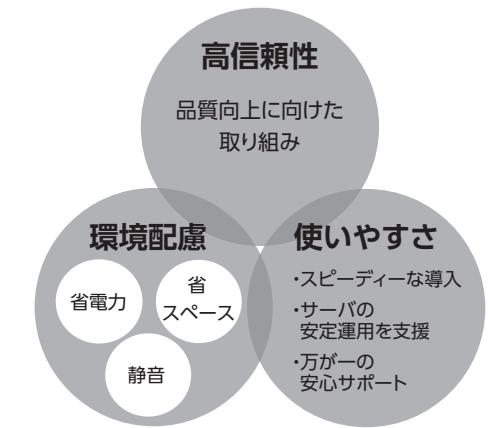 高信頼性
品質向上に向けた
取り組み
環境配慮
省電力
省
スペース
静音
使いやすさ
・スピーディーな導入
・サーバの
安定運用を支援
・万が一の
安心サポート